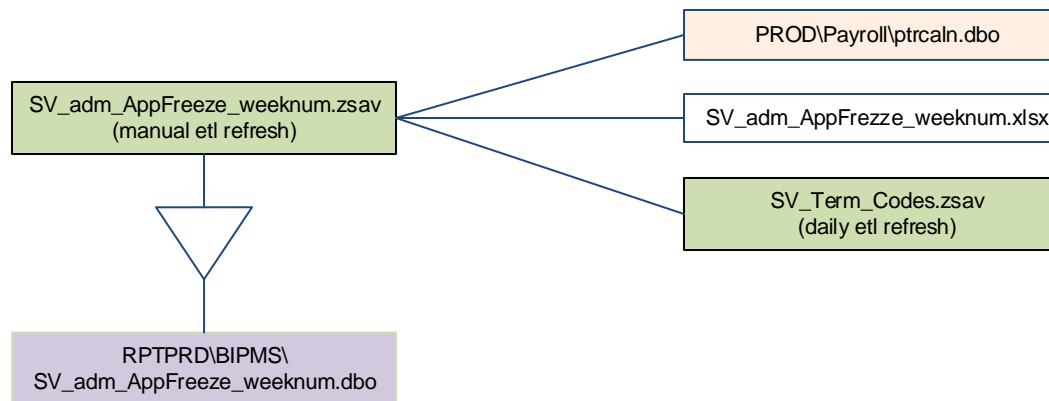 PROD\Payroll\ptrcaln.dbo
SV_adm_AppFreeze_weeknum.zsav
(manual etl refresh)
SV_adm_AppFrezze_weeknum.xlsx
SV_Term_Codes.zsav
(daily etl refresh)
RPTPRD\BIPMS\
SV_adm_AppFreeze_weeknum.dbo